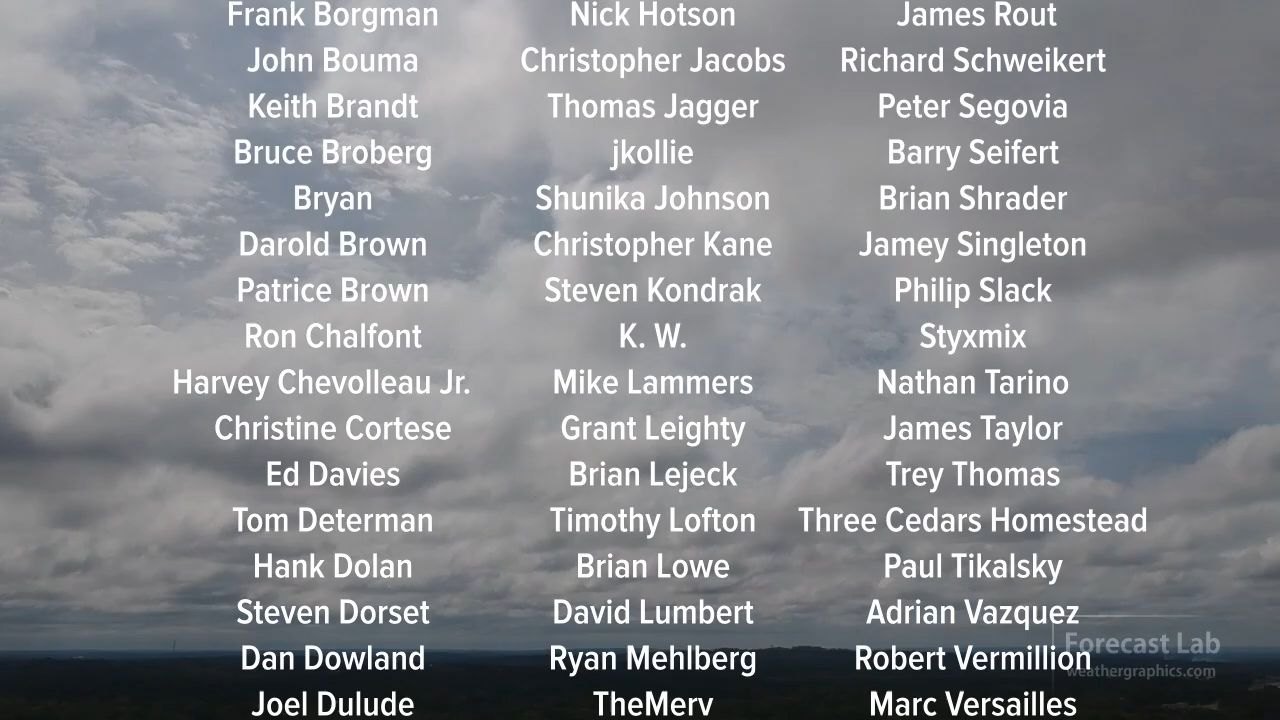 Frank Borgman
John Bouma
Keith Brandt
Bruce Broberg
Bryan
Darold Brown
Patrice Brown
Ron Chalfont
Harvey Chevolleau Jr.
Christine Cortese
Ed Davies
Tom Determan
Hank Dolan
Steven Dorset
Dan Dowland
Joel Dulude
Nick Hotson
Christopher Jacobs
Thomas Jagger
jkollie
Shunika Johnson
Christopher Kane
Steven Kondrak
K. W.
Mike Lammers
Grant Leighty
Brian Lejeck
Timothy Lofton
Brian Lowe
David Lumbert
Ryan Mehlberg
TheMerv
James Rout
Richard Schweikert
Peter Segovia
Barry Seifert
Brian Shrader
Jamey Singleton
Philip Slack
Styxmix
Nathan Tarino
James Taylor
Trey Thomas
Three Cedars Homestead
Paul Tikalsky
Adrian Vazquez
Robert Vermillion
Marc Versailles
Forecast Lab
weathergraphics.com